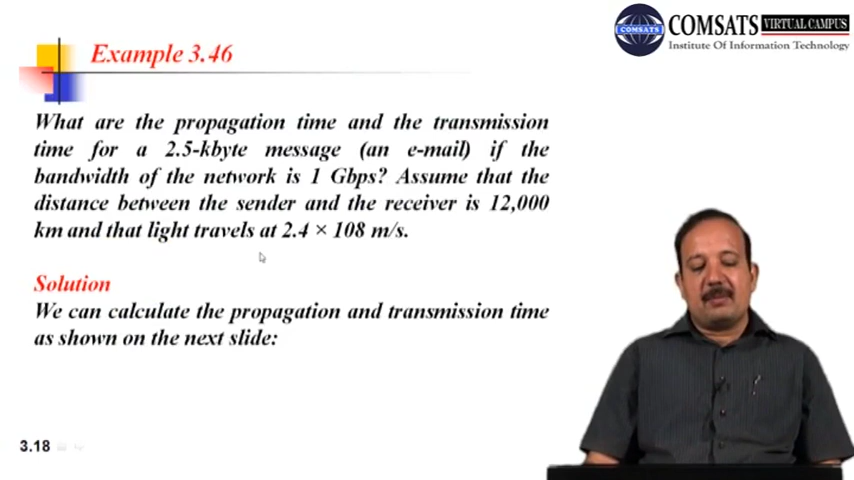 COMSATS
COMSATS VIRTUAL CAMPUS
Institute Of Information Technology
Example 3.46
What are the propagation time and the transmission
time for a 2.5-kbyte message (an e-mail) if the
bandwidth of the network is 1 Gbps? Assume that the
distance between the sender and the receiver is 12,000
km and that light travels at 2.4 × 108 m/s.
Solution
We can calculate the propagation and transmission time
as shown on the next slide:
3.18